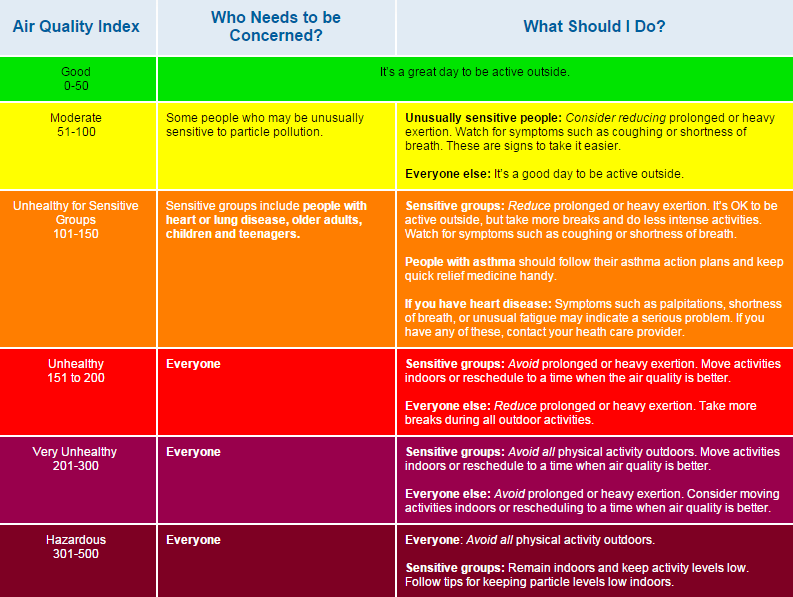 Air Quality Index
Who Needs to be
Concerned?
What Should I Do?
Good
0-50
It's a great day to be active outside.
Moderate
51-100
Some people who may be unusually
sensitive to particle pollution.
Unusually sensitive people: Consider reducing prolonged or heavy
exertion. Watch for symptoms such as coughing or shortness of
breath. These are signs to take it easier.
Everyone else: It's a good day to be active outside.
Unhealthy for Sensitive
Groups
101-150
Sensitive groups include people with
heart or lung disease, older adults,
children and teenagers.
Sensitive groups: Reduce prolonged or heavy exertion. It's OK to be
active outside, but take more breaks and do less intense activities.
Watch for symptoms such as coughing or shortness of breath.
People with asthma should follow their asthma action plans and keep
quick relief medicine handy.
If you have heart disease: Symptoms such as palpitations, shortness
of breath, or unusual fatigue may indicate a serious problem. If you
have any of these, contact your heath care provider.
Unhealthy
151 to 200
Everyone
Sensitive groups: Avoid prolonged or heavy exertion. Move activities
indoors or reschedule to a time when the air quality is better.
Everyone else: Reduce prolonged or heavy exertion. Take more
breaks during all outdoor activities.
Very Unhealthy
201-300
Everyone
Sensitive groups: Avoid all physical activity outdoors. Move activities
indoors or reschedule to a time when air quality is better.
Everyone else: Avoid prolonged or heavy exertion. Consider moving
activities indoors or rescheduling to a time when air quality is better.
Hazardous
301-500
Everyone
Everyone: Avoid all physical activity outdoors.
Sensitive groups: Remain indoors and keep activity levels low.
Follow tips for keeping particle levels low indoors.